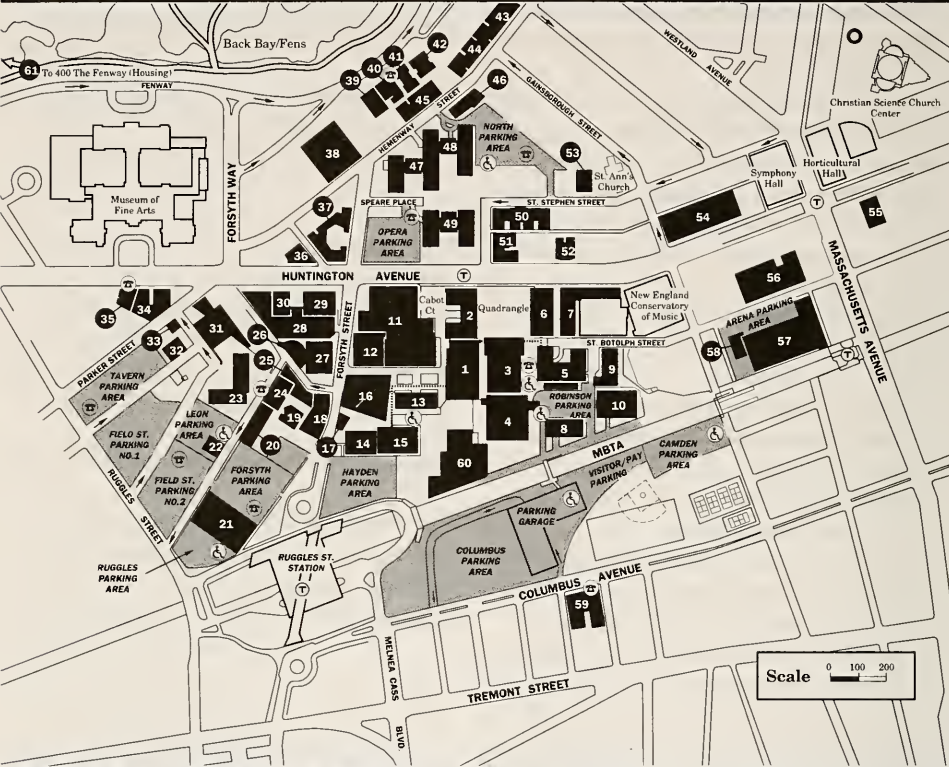 43
42
41
40
39
44
Back Bay/Fens
61 To 400 The Fenway (Housing)
FENWAY
WESTLAND
AVENUE
Christian Science Church
Center
46
45
HEMENWAY STREET
GAINSBOROUGH STREET
38
NORTH
PARKING
AREA
48
47
53
St. Ann's
Church
Symphony
Hall
Horticultural
Hall
Museum of
Fine Arts
FORSYTH WAY
37
SPEARE PLACE
ST. STEPHEN STREET
T
55
54
50
49
OPERA
PARKING
AREA
51
52
36
HUNTINGTON AVENUE
T
MASSACHUSETTS AVENUE
56
35
34
33
32
31
30
29
28
26
27
25
FORSYTH STREET
11
Cabot
Ct
2
Quadrangle
6
7
New England
Conservatory
of Music
ARENA PARKING
AREA
57
58
T
ST. BOTOLPH STREET
12
1
3
5
9
PARKER STREET
TAVERN
PARKING
AREA
23
24
19
18
16
13
4
ROBINSON
PARKING
AREA
10
8
LEON
PARKING
AREA
22
20
17
14
15
60
FIELD ST.
PARKING
NO.1
FIELD ST.
PARKING
NO.2
FORSYTH
PARKING
AREA
HAYDEN
PARKING
AREA
MBTA
VISITOR/PAY
PARKING
CAMDEN
PARKING
AREA
RUGGLES STREET
21
PARKING
GARAGE
RUGGLES
PARKING
AREA
RUGGLES ST.
STATION
T
COLUMBUS
PARKING
AREA
COLUMBUS AVENUE
59
MELNEA CASS
BLVD.
TREMONT STREET
Scale
0 100 200